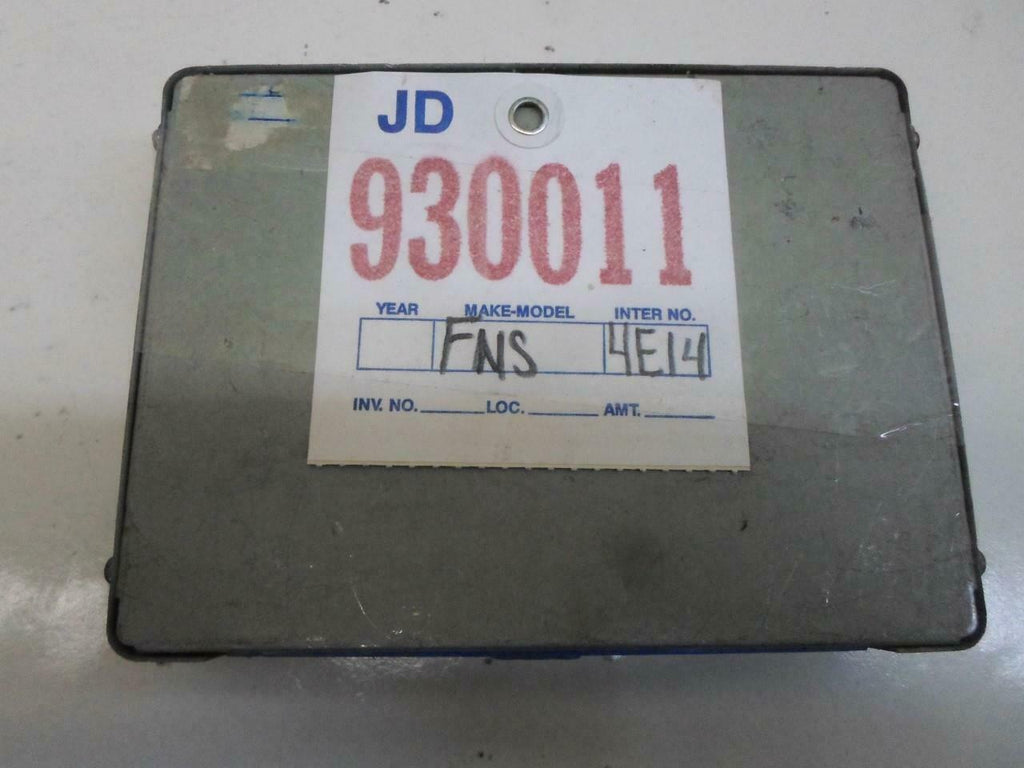 JD
930011
YEAR MAKE-MODEL INTER NO.
FNS 4E14
INV. NO. LOC. AMT.